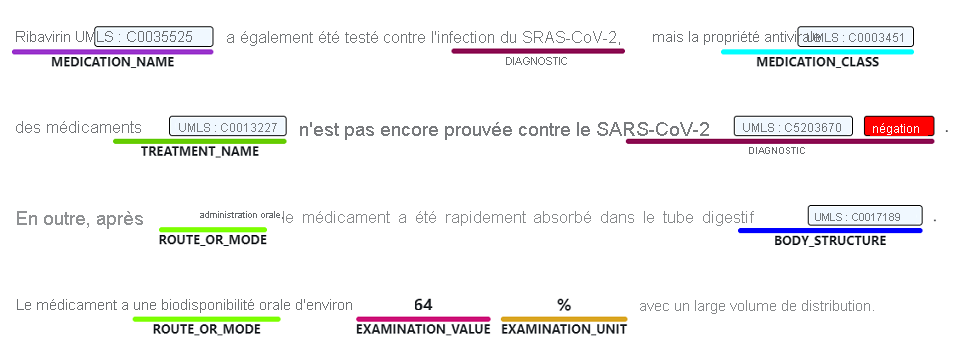 Ribavirin UMLS : C0035525 a également été testé contre l'infection du SRAS-CoV-2, mais la propriété antivirale UMLS : C0003451
MEDICATION_NAME DIAGNOSTIC MEDICATION_CLASS
des médicaments UMLS : C0013227 n'est pas encore prouvée contre le SARS-CoV-2 UMLS : C5203670 négation .
TREATMENT_NAME DIAGNOSTIC
En outre, après administration orale, le médicament a été rapidement absorbé dans le tube digestif UMLS : C0017189 .
ROUTE_OR_MODE BODY_STRUCTURE
Le médicament a une biodisponibilité orale d'environ 64 % avec un large volume de distribution.
ROUTE_OR_MODE EXAMINATION_VALUE EXAMINATION_UNIT